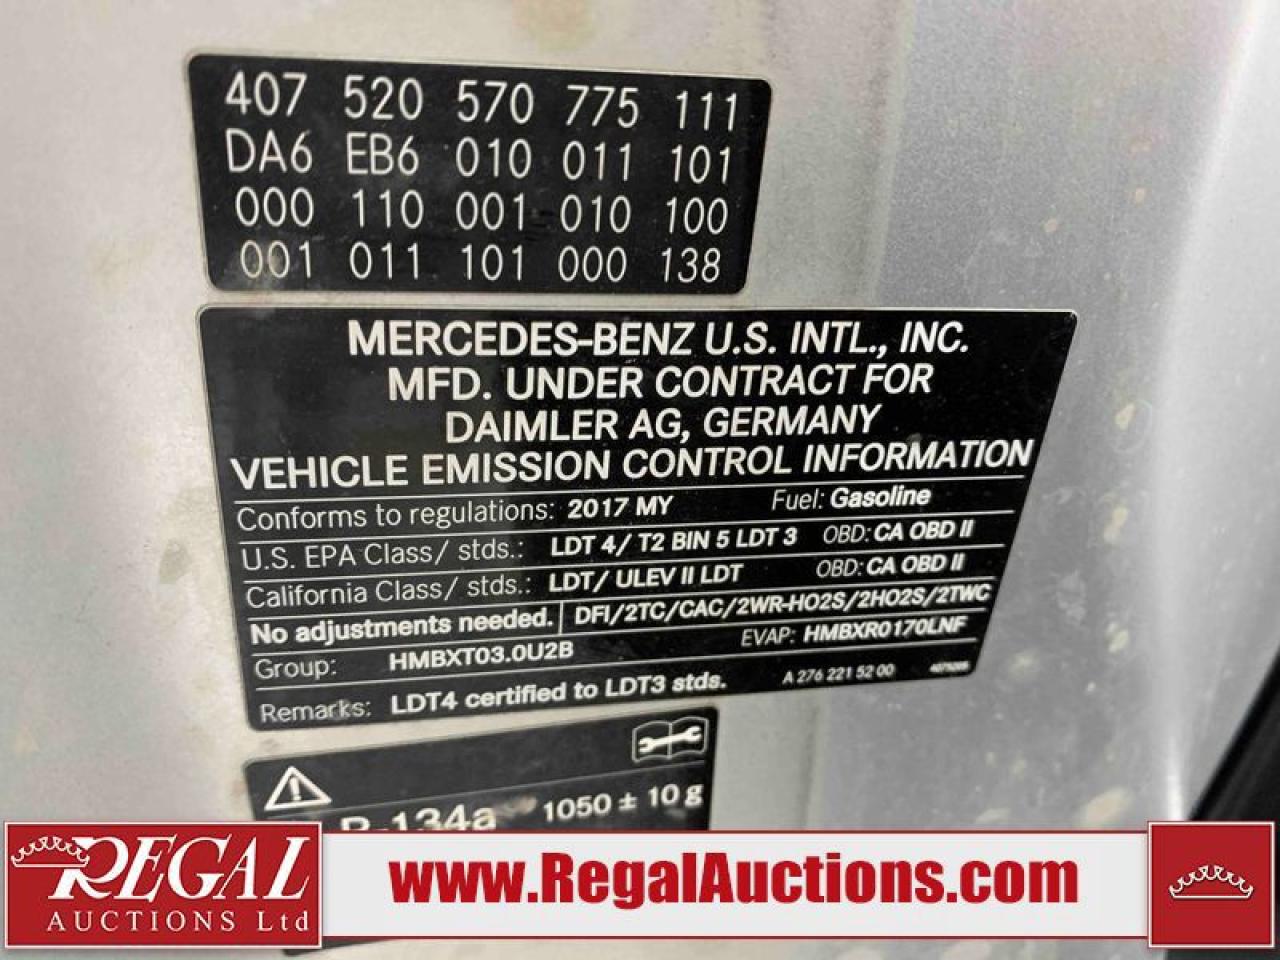 407 520 570 775 111
DA6 EB6 010 011 101
000 110 001 010 100
001 011 101 000 138
MERCEDES-BENZ U.S. INTL., INC.
MFD. UNDER CONTRACT FOR
DAIMLER AG, GERMANY
VEHICLE EMISSION CONTROL INFORMATION
Conforms to regulations: 2017 MY Fuel: Gasoline
U.S. EPA Class/ stds.: LDT 4/ T2 BIN 5 LDT 3 OBD: CA OBD II
California Class/ stds.: LDT/ ULEV II LDT OBD: CA OBD II
No adjustments needed. DFI/2TC/CAC/2WR-HO2S/2HO2S/2TWC
Group: HMBXT03.0U2B EVAP: HMBXR0170LNF
Remarks: LDT4 certified to LDT3 stds. A 276 221 52 00
R-134a 1050 ± 10 g
REGAL
AUCTIONS Ltd
www.RegalAuctions.com